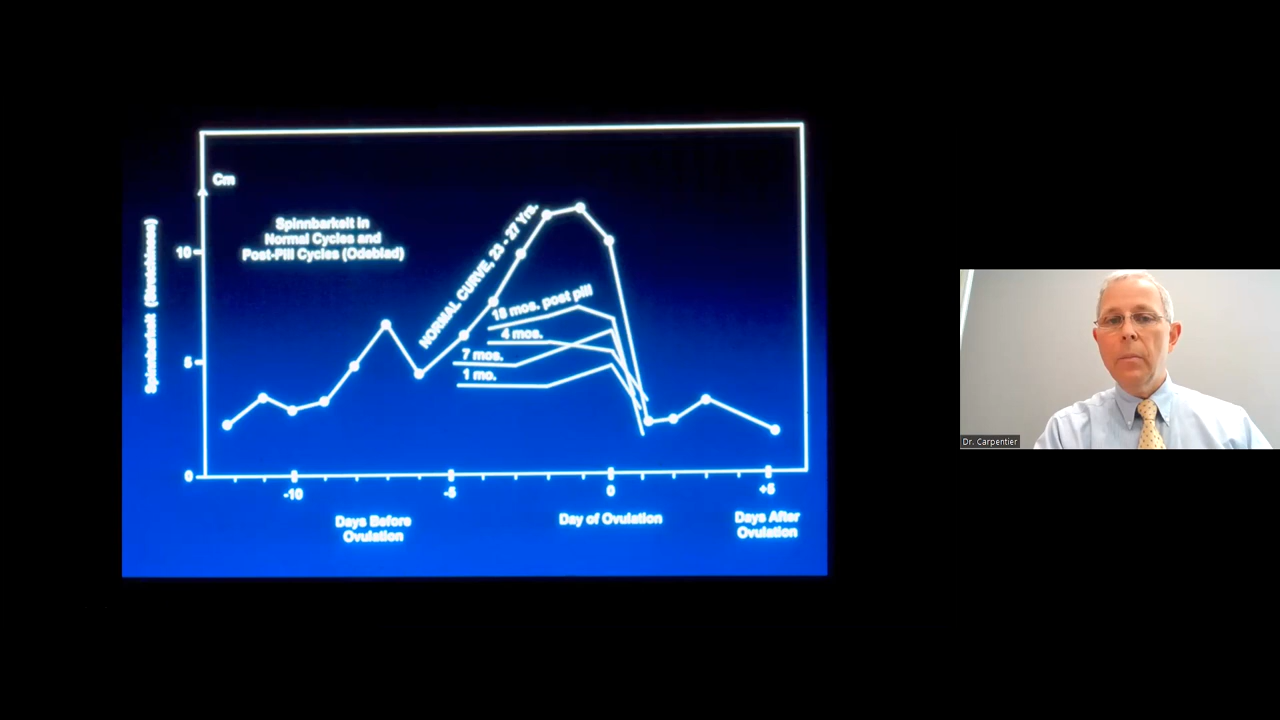 Cm
Spinnbarkeit (Stretchiness)
Spinnbarkeit in
Normal Cycles and
Post-Pill Cycles (Odeblad)
NORMAL CURVE, 23 - 27 Yrs.
10
18 mos. post pill
4 mos.
7 mos.
5
1 mo.
0
-10
-5
0
+5
Days Before
Ovulation
Day of Ovulation
Days After
Ovulation
Dr. Carpentier